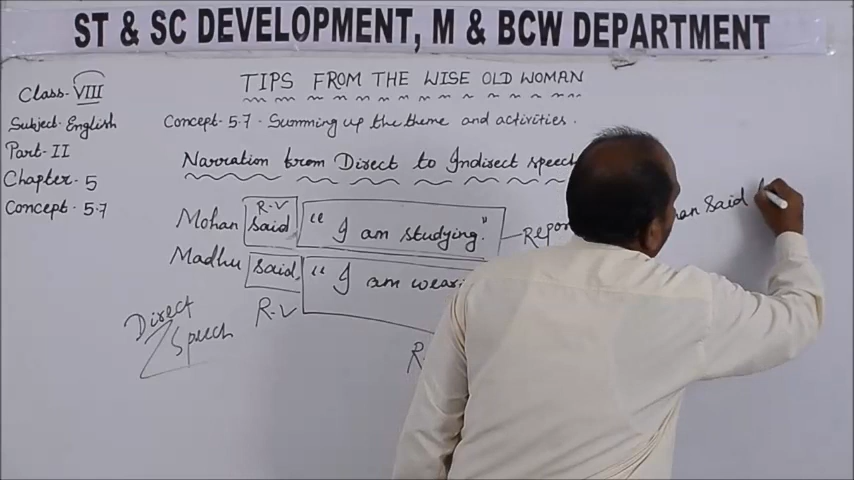 ST & SC DEVELOPMENT, M & BCW DEPARTMENT
Class - VIII
Subject - English
Part - II
Chapter - 5
Concept - 5.7
TIPS FROM THE WISE OLD WOMAN
Concept - 5.7 - Summing up the theme and activities.
Narration from Direct to Indirect speech
R-V
Mohan said "I am studying."
Madhu said, "I am
R-V
Direct
Speech
Said